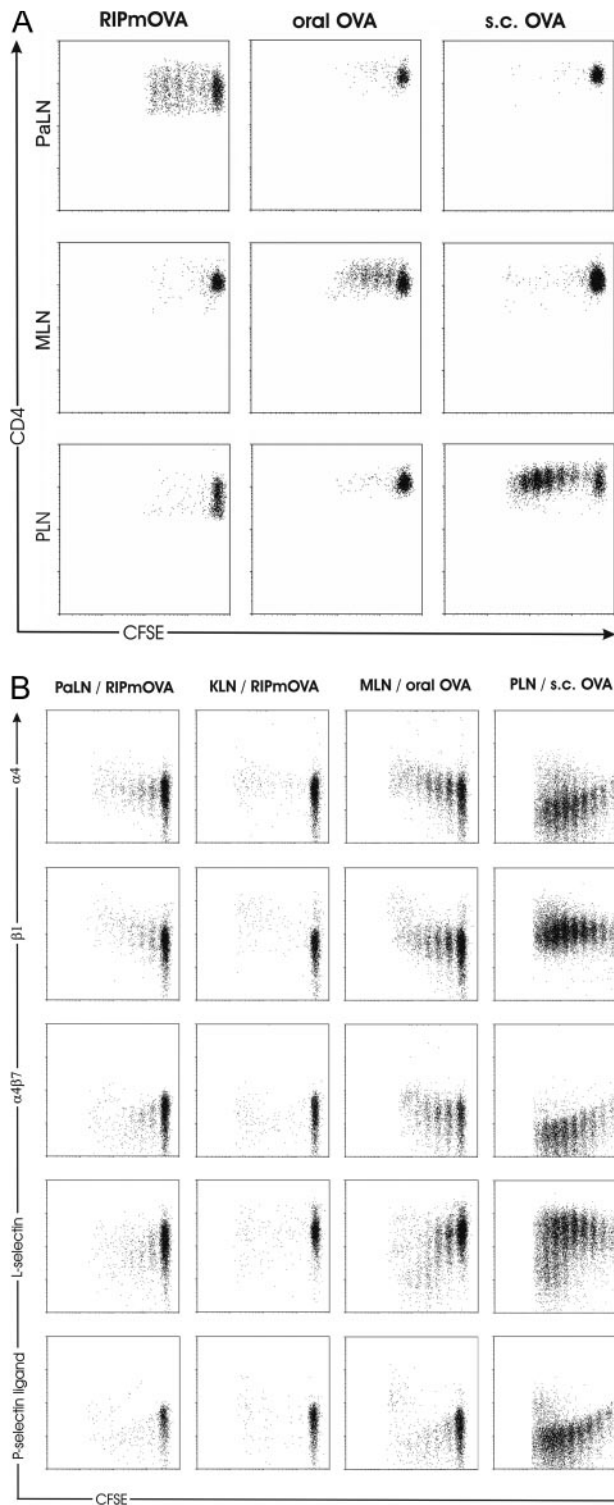 A
RIPmOVA oral OVA s.c. OVA
PaLN
MLN
PLN
CD4
CFSE
B
PaLN / RIPmOVA KLN / RIPmOVA MLN / oral OVA PLN / s.c. OVA
α4
β1
α4β7
L-selectin
P-selectin ligand
CFSE